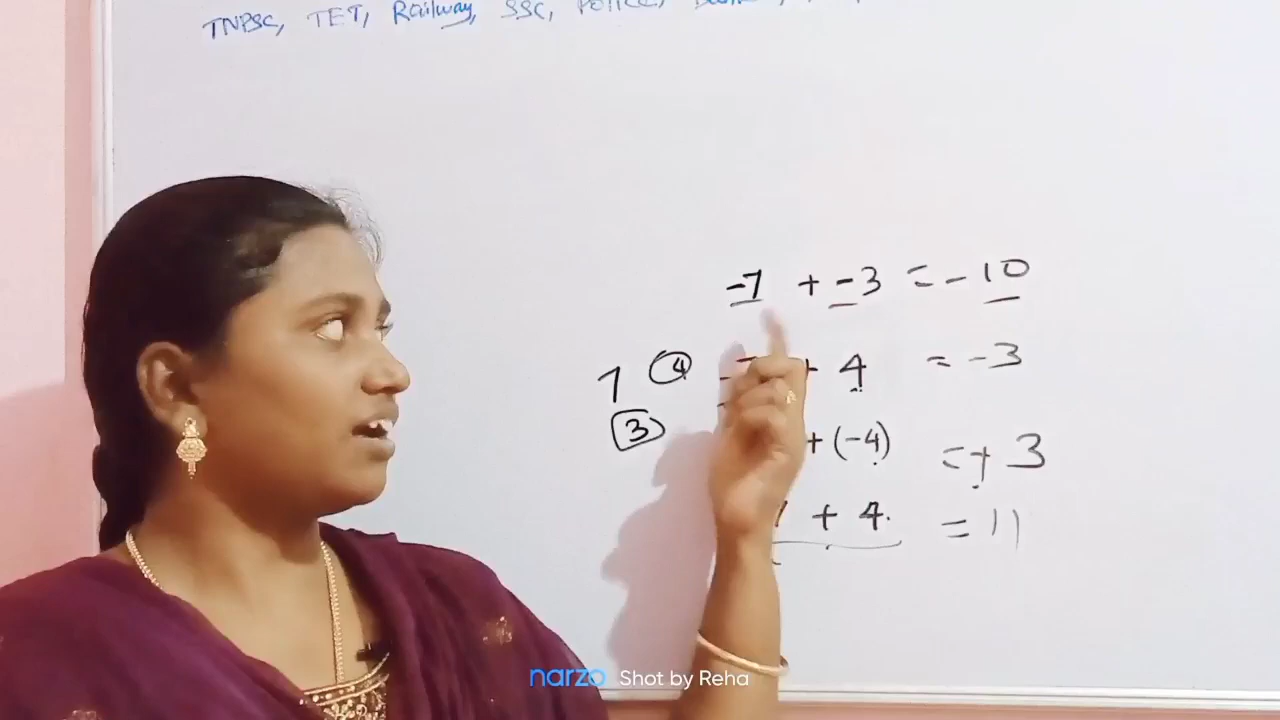 TNPSC, TET, Railway, SSC, Police,
-7 + -3 = -10
7 4 + 4 = -3
3 + (-4) = + 3
+ 4 = 11
narzo Shot by Reha